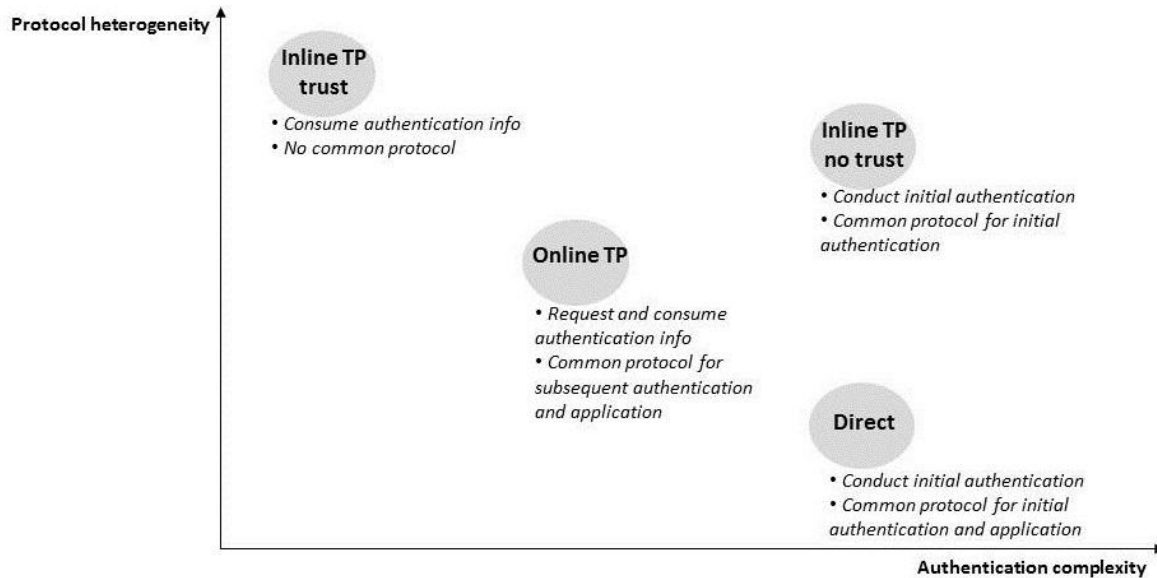 Protocol heterogeneity
Inline TP
trust
• Consume authentication info
• No common protocol
Inline TP
no trust
• Conduct initial authentication
• Common protocol for initial
authentication
Online TP
• Request and consume
authentication info
• Common protocol for
subsequent authentication
and application
Direct
• Conduct initial authentication
• Common protocol for initial
authentication and application
Authentication complexity